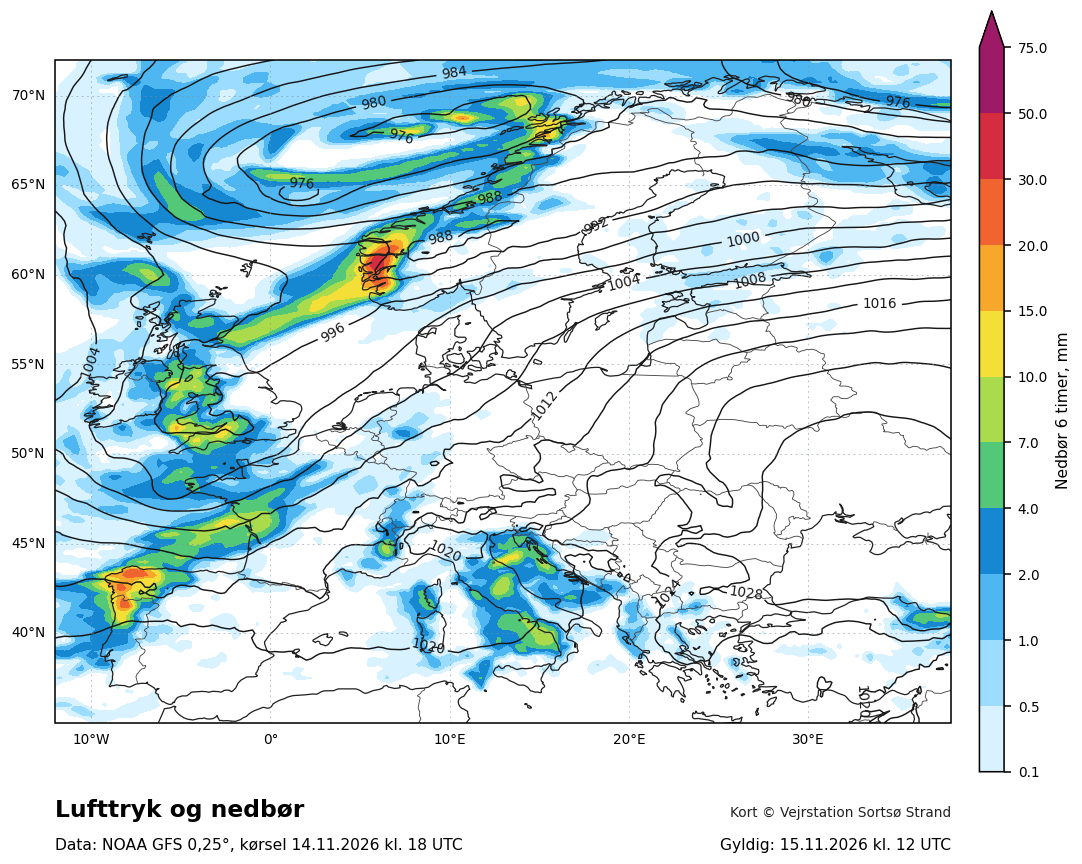 984
980
976
976
980
976
988
988
992
1000
1008
1004
1016
996
1004
1012
1020
1024
1028
1020
1020
70°N
65°N
60°N
55°N
50°N
45°N
40°N
10°W
0°
10°E
20°E
30°E
75.0
50.0
30.0
20.0
15.0
10.0
7.0
4.0
2.0
1.0
0.5
0.1
Nedbør 6 timer, mm
Lufttryk og nedbør
Kort © Vejrstation Sortsø Strand
Data: NOAA GFS 0,25°, kørsel 14.11.2026 kl. 18 UTC
Gyldig: 15.11.2026 kl. 12 UTC